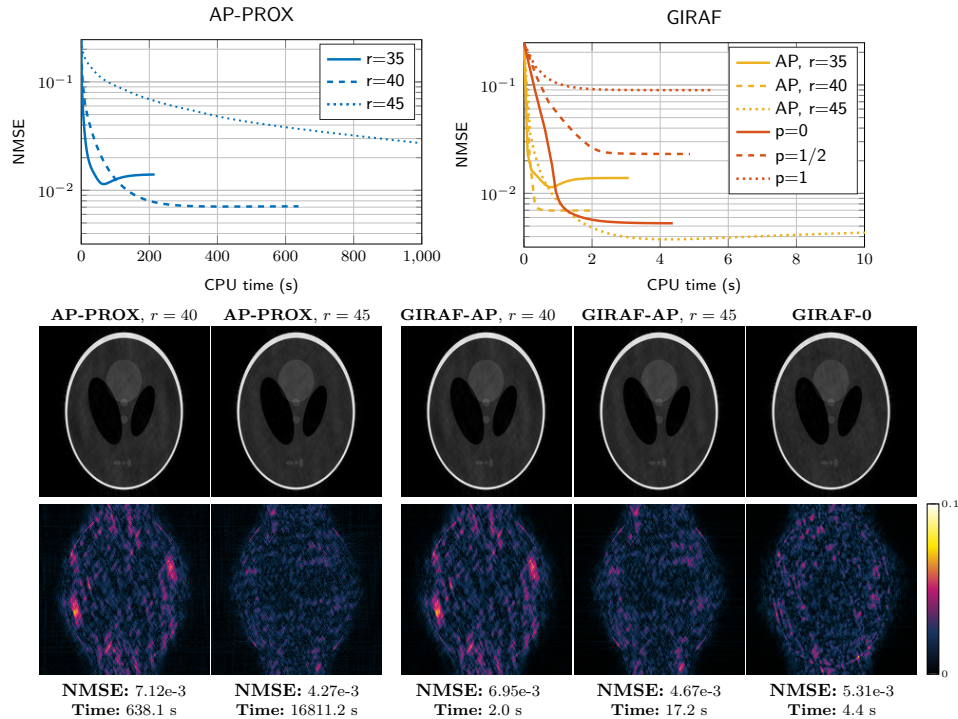 AP-PROX
NMSE
10⁻¹
10⁻²
r=35
r=40
r=45
0 200 400 600 800 1,000
CPU time (s)
GIRAF
NMSE
10⁻¹
10⁻²
AP, r=35
AP, r=40
AP, r=45
p=0
p=1/2
p=1
0 2 4 6 8 10
CPU time (s)
AP-PROX, r = 40 AP-PROX, r = 45 GIRAF-AP, r = 40 GIRAF-AP, r = 45 GIRAF-0
0.1
0
NMSE: 7.12e-3 NMSE: 4.27e-3 NMSE: 6.95e-3 NMSE: 4.67e-3 NMSE: 5.31e-3
Time: 638.1 s Time: 16811.2 s Time: 2.0 s Time: 17.2 s Time: 4.4 s